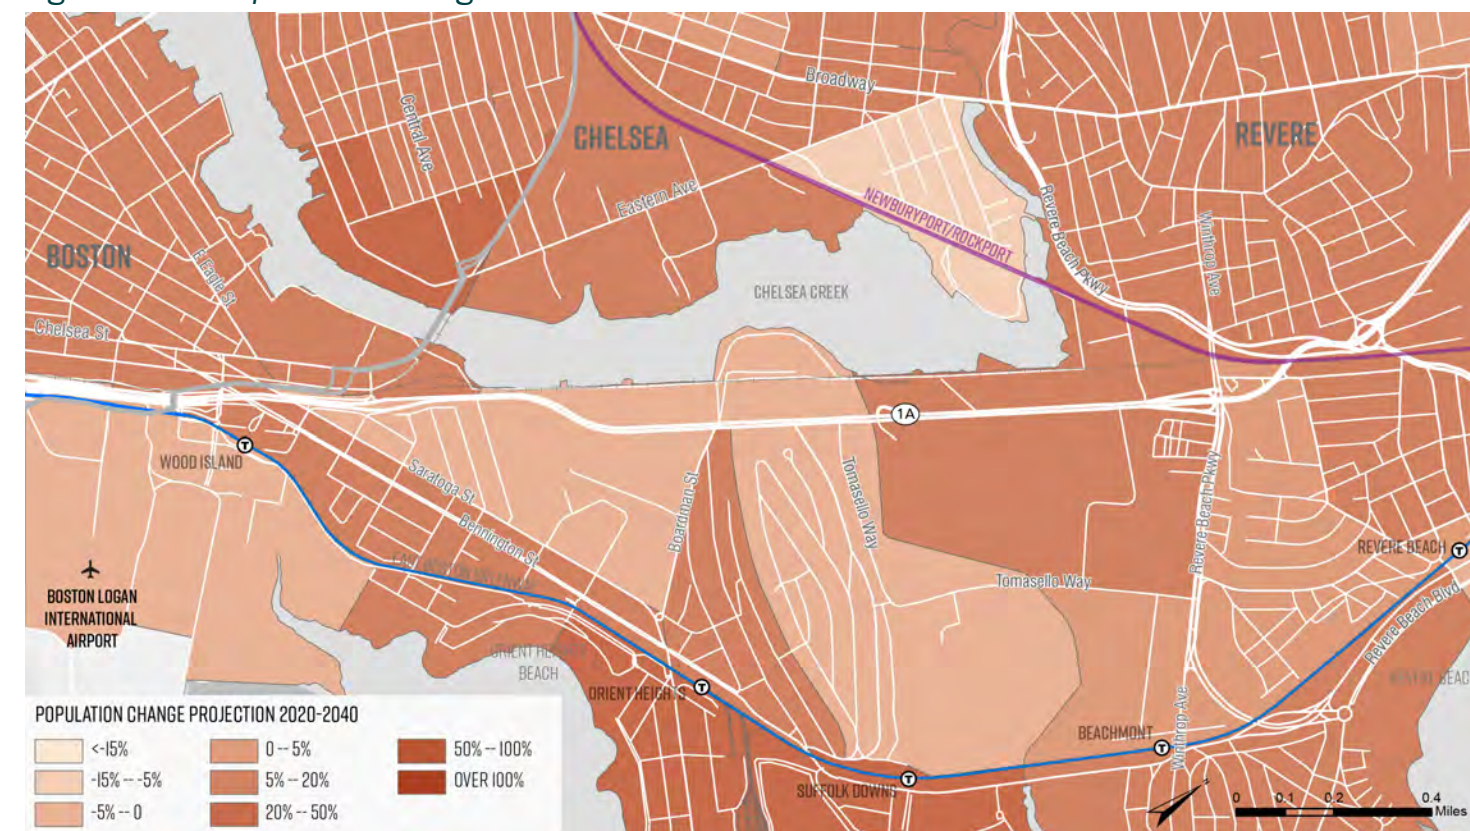 Broadway
CHELSEA
REVERE
Central Ave
Eastern Ave
NEWBURYPORT/ROCKPORT
Revere Beach Pkwy
Winthrop Ave
BOSTON
E Eagle St
CHELSEA CREEK
Chelsea St
1A
T
WOOD ISLAND
Saratoga St
Bennington St
Boardman St
Tomasello Way
Revere Beach Pkwy
REVERE BEACH
T
Tomasello Way
BOSTON LOGAN
INTERNATIONAL
AIRPORT
Revere Beach Blvd
BEACH
ORIENT HEIGHTS
T
BEACHMONT
T
Winthrop Ave
SUFFOLK DOWNS
T
POPULATION CHANGE PROJECTION 2020-2040
<-15%
-15% -- -5%
-5% -- 0
0 -- 5%
5% -- 20%
20% -- 50%
50% -- 100%
OVER 100%
0 0.1 0.2 0.4
Miles